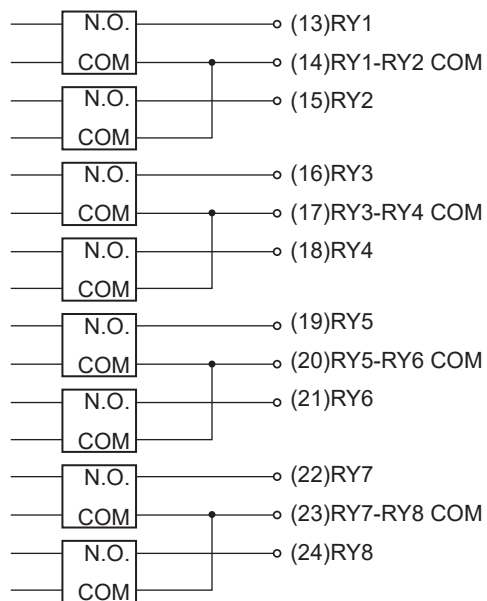 N.O. (13)RY1
COM (14)RY1-RY2 COM
N.O. (15)RY2
COM
N.O. (16)RY3
COM (17)RY3-RY4 COM
N.O. (18)RY4
COM
N.O. (19)RY5
COM (20)RY5-RY6 COM
N.O. (21)RY6
COM
N.O. (22)RY7
COM (23)RY7-RY8 COM
N.O. (24)RY8
COM